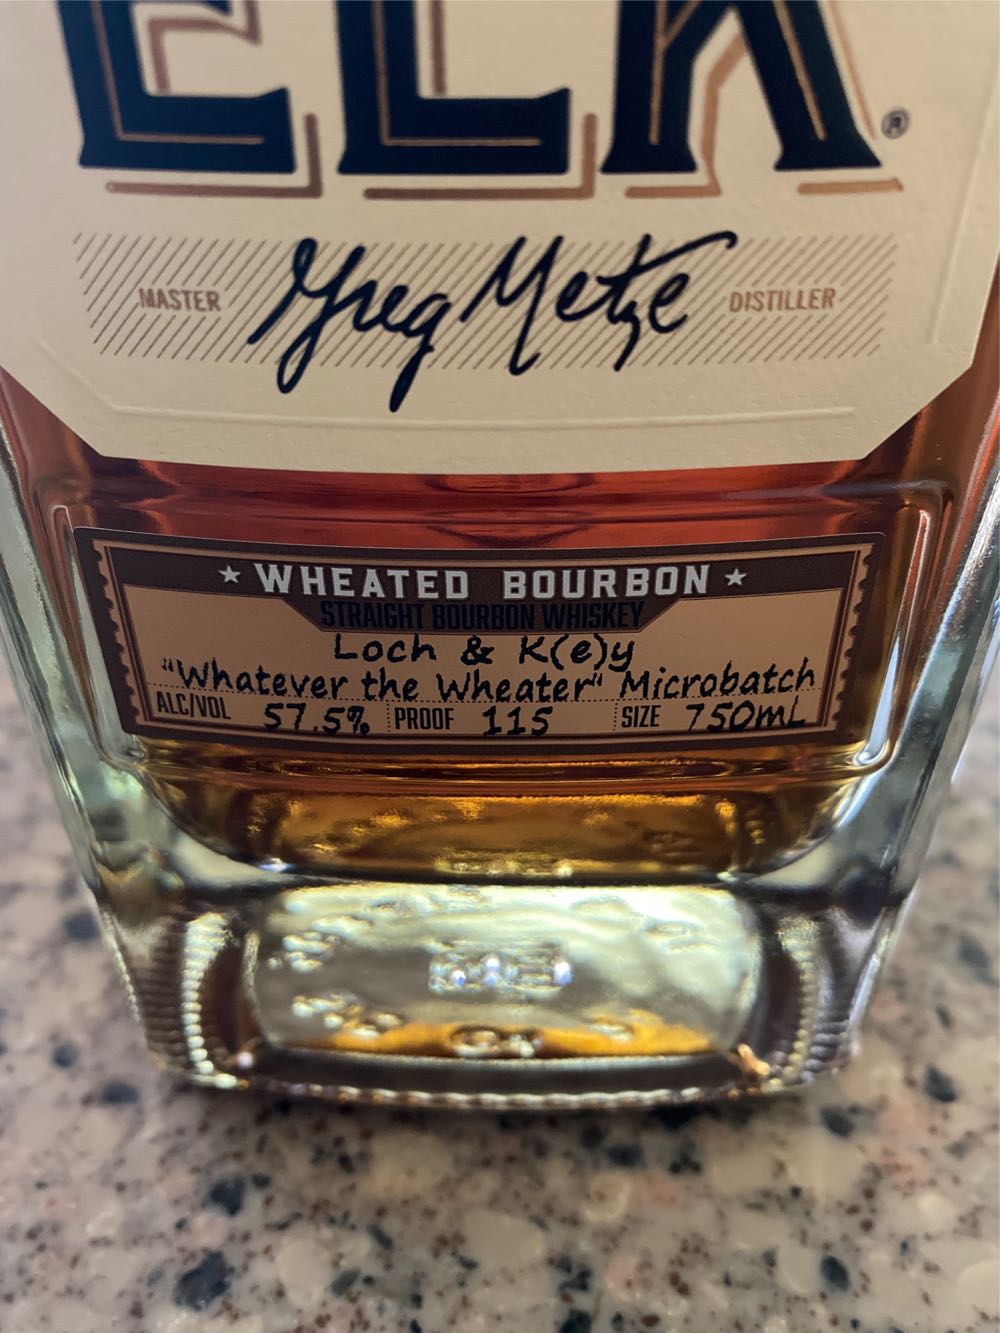 ELK®
MASTER Greg Metze DISTILLER
★ WHEATED BOURBON ★
STRAIGHT BOURBON WHISKEY
Loch & K(e)y
"Whatever the Wheater" Microbatch
ALC/VOL 57.5% PROOF 115 SIZE 750mL